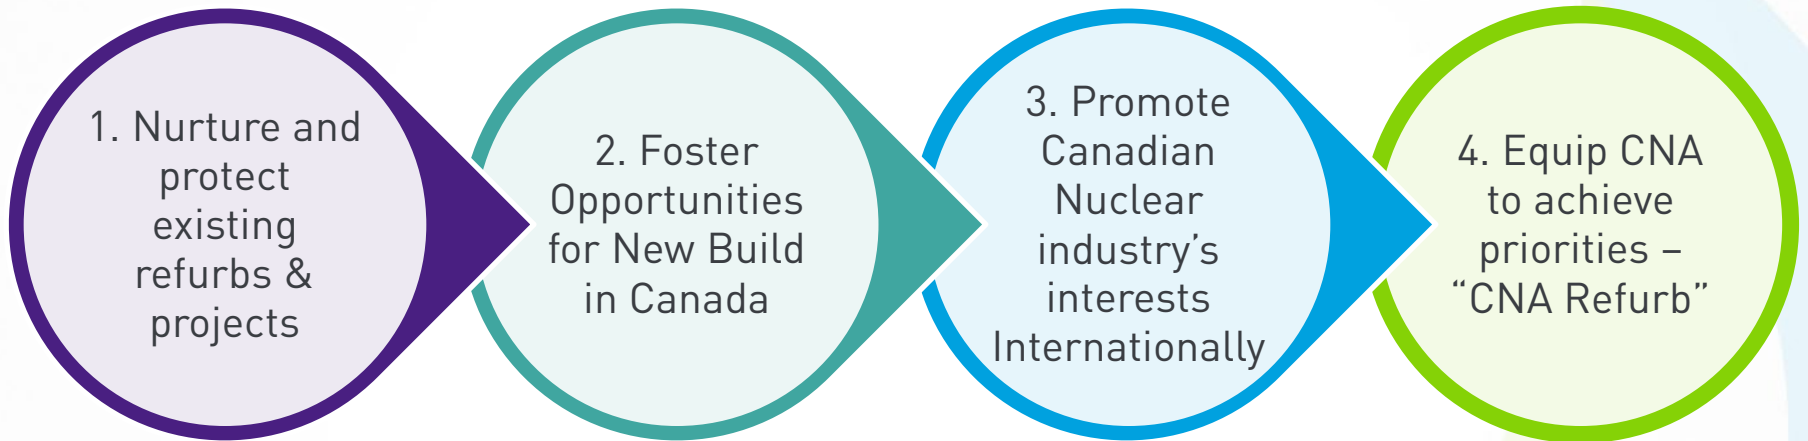 1. Nurture and
protect
existing
refurbs &
projects
2. Foster
Opportunities
for New Build
in Canada
3. Promote
Canadian
Nuclear
industry’s
interests
Internationally
4. Equip CNA
to achieve
priorities –
“CNA Refurb”